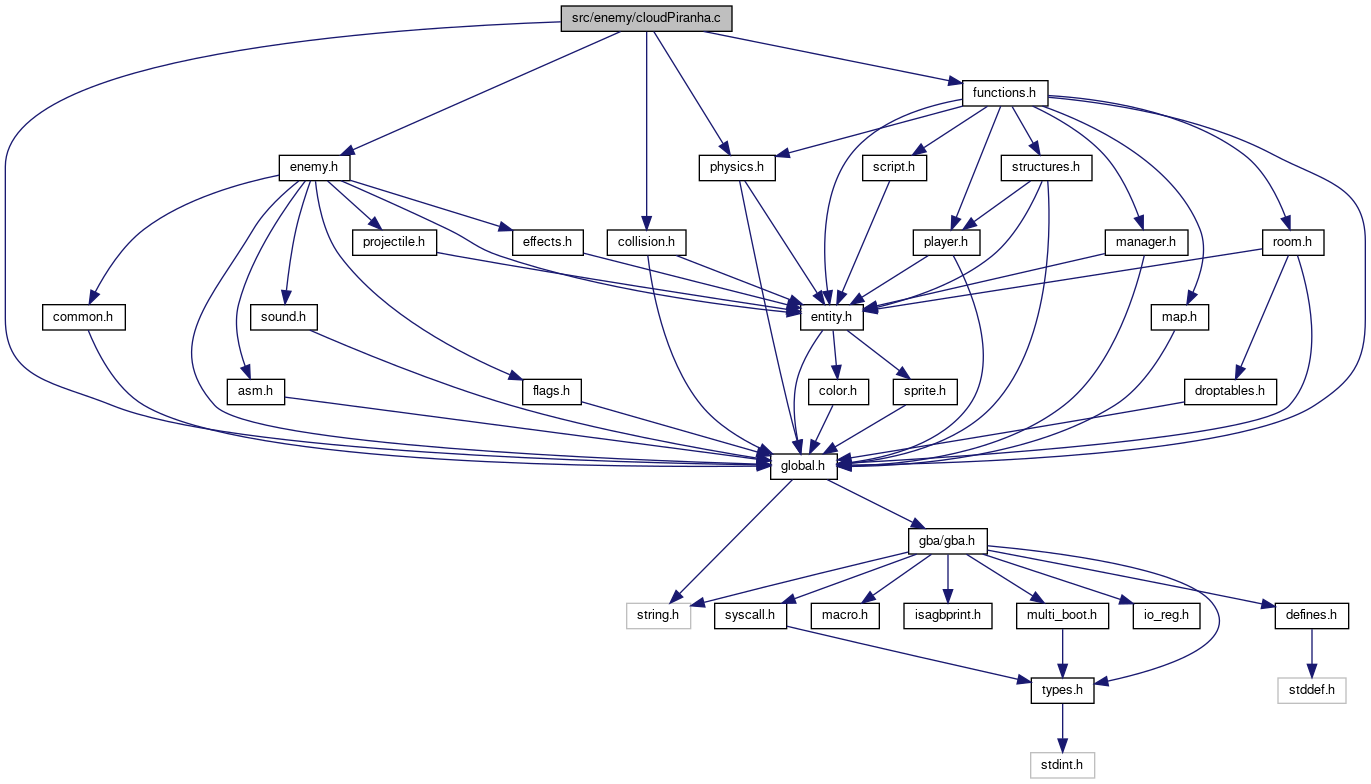 src/enemy/cloudPiranha.c
functions.h
enemy.h
physics.h
script.h
structures.h
projectile.h
effects.h
collision.h
player.h
manager.h
room.h
common.h
sound.h
entity.h
map.h
asm.h
flags.h
color.h
sprite.h
droptables.h
global.h
gba/gba.h
string.h
syscall.h
macro.h
isagbprint.h
multi_boot.h
io_reg.h
defines.h
types.h
stddef.h
stdint.h